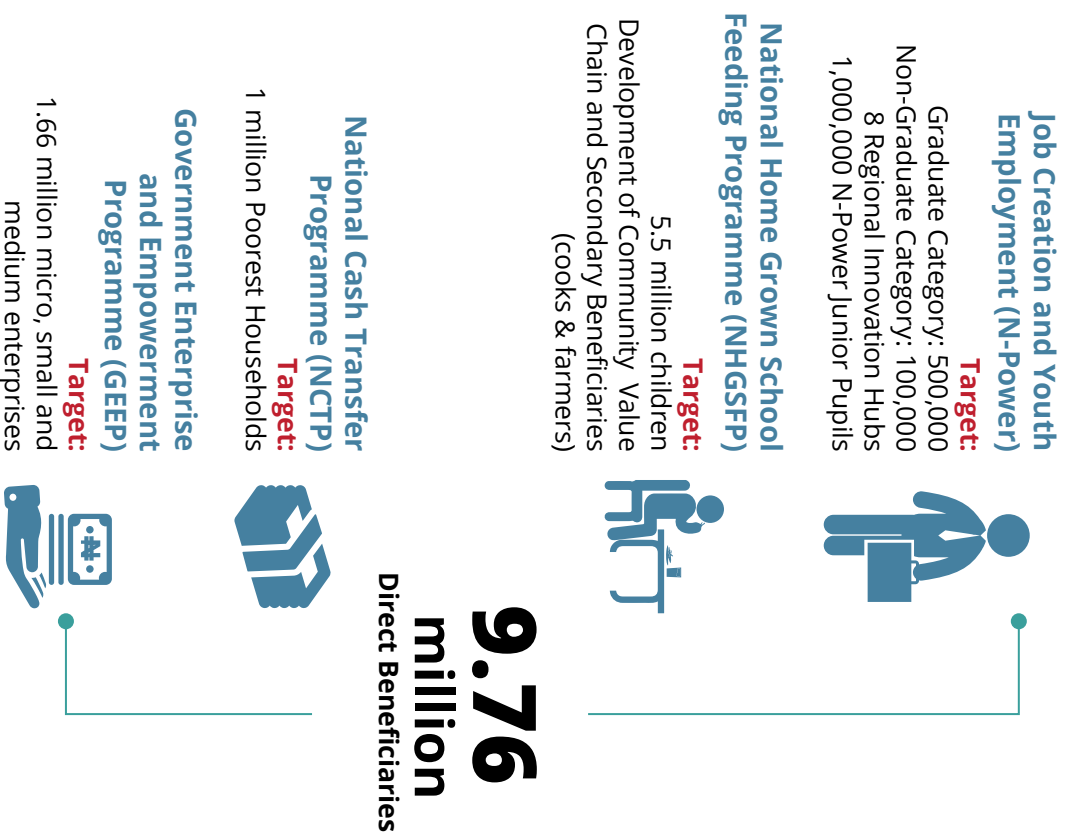 Job Creation and Youth
Employment (N-Power)
Target:
Graduate Category: 500,000
Non-Graduate Category: 100,000
8 Regional Innovation Hubs
1,000,000 N-Power Junior Pupils
National Home Grown School
Feeding Programme (NHGSFP)
Target:
5.5 million children
Development of Community Value
Chain and Secondary Beneficiaries
(cooks & farmers)
National Cash Transfer
Programme (NCTP)
Target:
1 million Poorest Households
Government Enterprise
and Empowerment
Programme (GEEP)
Target:
1.66 million micro, small and
medium enterprises
9.76
million
Direct Beneficiaries
₦